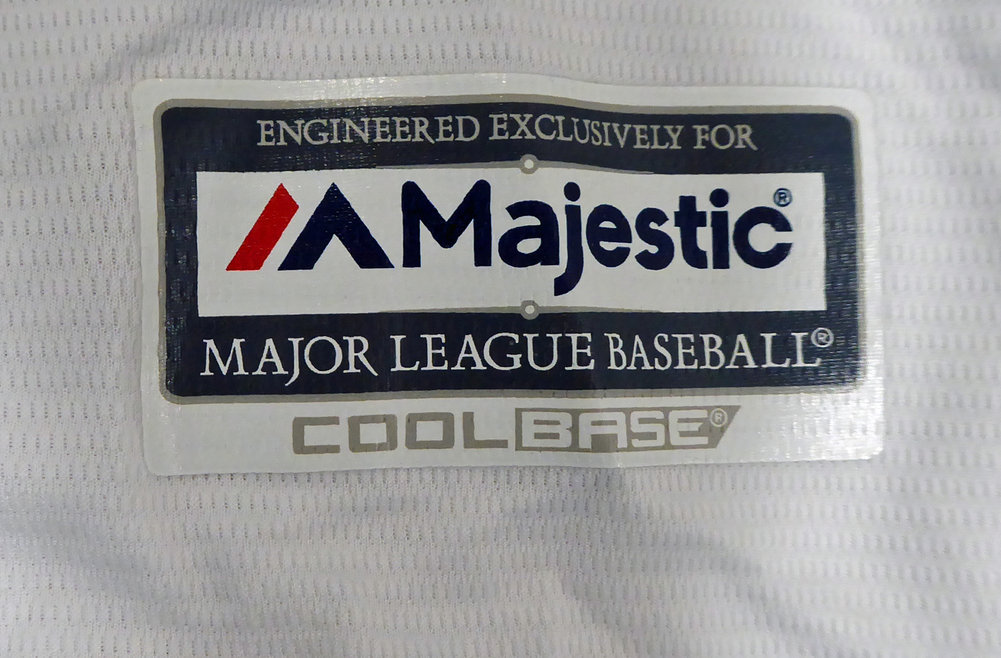 ENGINEERED EXCLUSIVELY FOR
Majestic®
MAJOR LEAGUE BASEBALL®
COOLBASE®